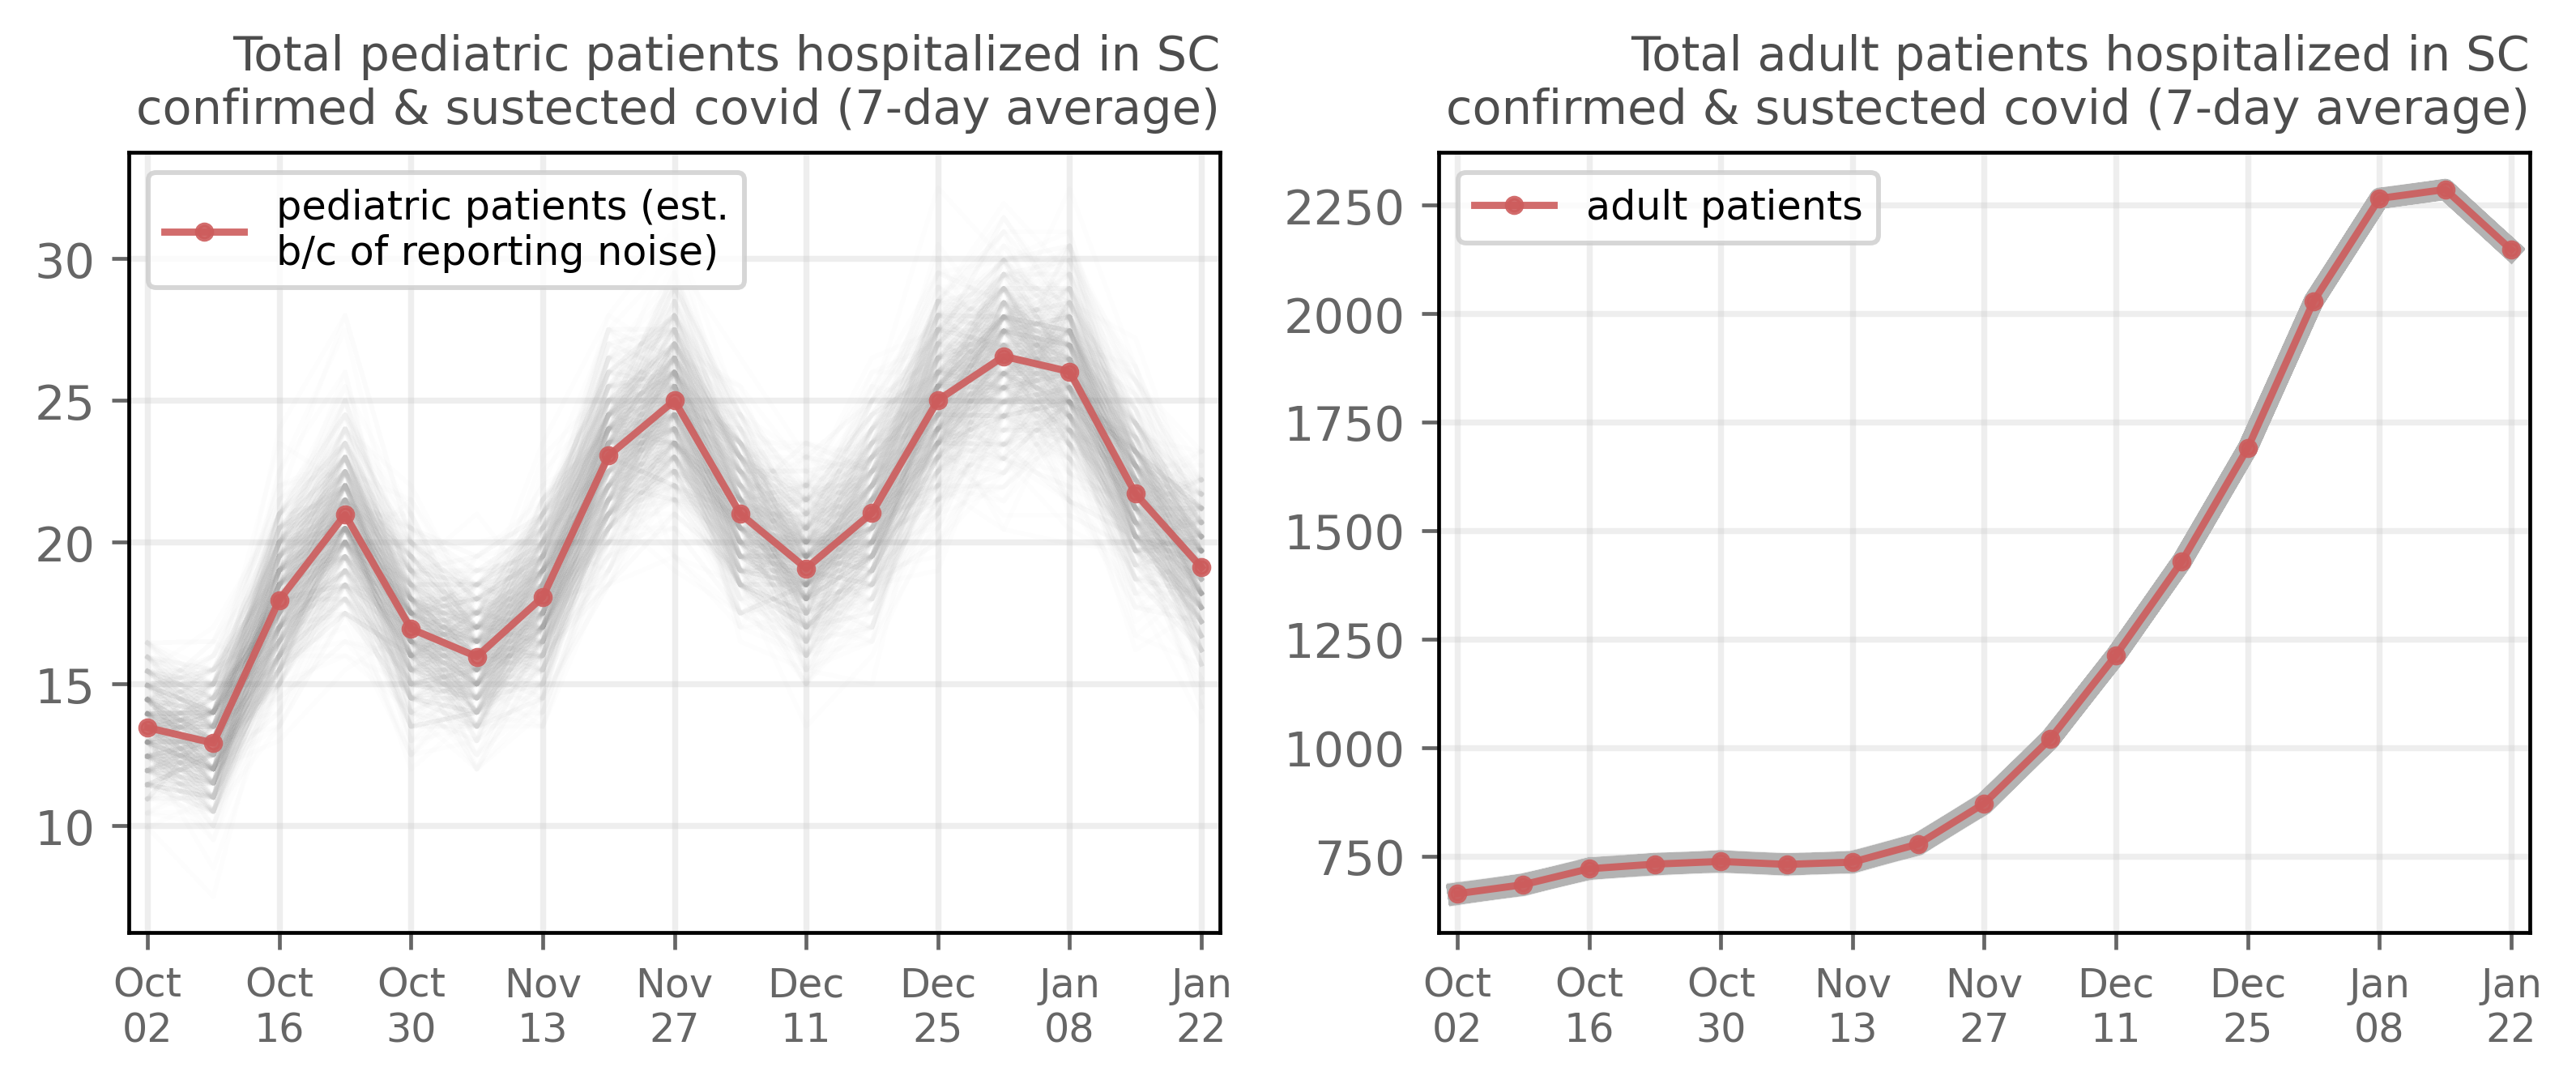 Total pediatric patients hospitalized in SC
confirmed & sustected covid (7-day average)
pediatric patients (est.
b/c of reporting noise)
30
25
20
15
10
Oct
02
Oct
16
Oct
30
Nov
13
Nov
27
Dec
11
Dec
25
Jan
08
Jan
22
Total adult patients hospitalized in SC
confirmed & sustected covid (7-day average)
adult patients
2250
2000
1750
1500
1250
1000
750
Oct
02
Oct
16
Oct
30
Nov
13
Nov
27
Dec
11
Dec
25
Jan
08
Jan
22